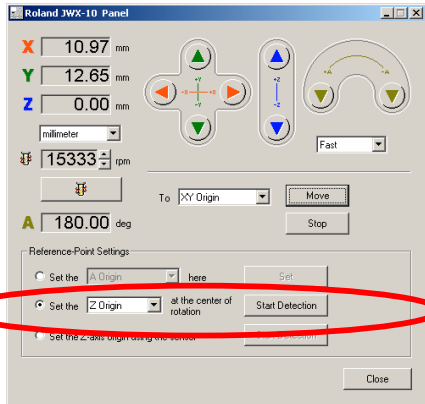 Roland JWX-10 Panel
X 10.97 mm
Y 12.65 mm
Z 0.00 mm
millimeter
15333 rpm
A 180.00 deg
+Y
-X +X
-Y
+Z
-Z
-A +A
Fast
To XY Origin Move
Stop
Reference-Point Settings
Set the A Origin here Set
Set the Z Origin at the center of rotation Start Detection
Set the Z-axis origin using the sensor Start Detection
Close